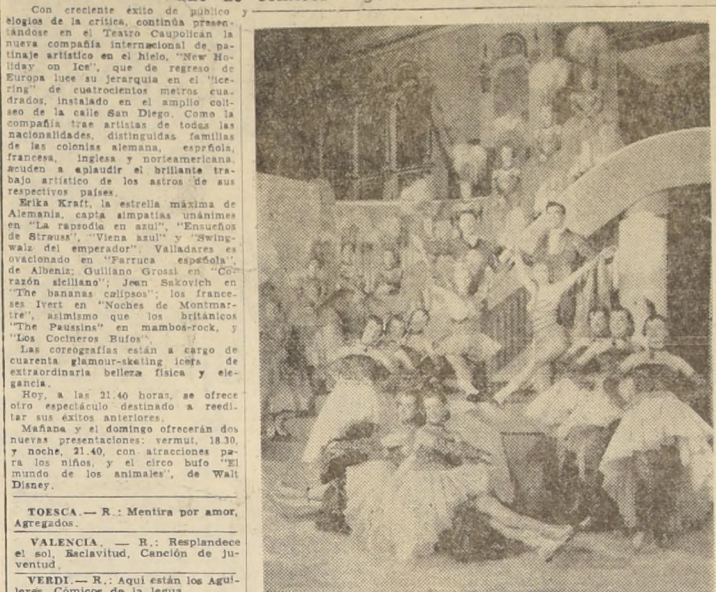 Con creciente éxito de público y
elogios de la crítica, continúa presen-
tándose en el Teatro Caupolicán la
nueva compañía internacional de pa-
tinaje artístico en el hielo, "New Ho-
liday on Ice", que de regreso de
Europa luce su jerarquía en el "ice-
ring" de cuatrocientos metros cua-
drados, instalado en el amplio coli-
seo de la calle San Diego. Como la
compañía trae artistas de todas las
nacionalidades, distinguidas familias
de las colonias alemana, española,
francesa, inglesa y norteamericana,
acuden a aplaudir el brillante tra-
bajo artístico de los astros de sus
respectivos países.
Erika Kraft, la estrella máxima de
Alemania, capta simpatías unánimes
en "La rapsodia en azul", "Ensueños
de Strauss", "Viena azul" y "Swing-
walz del emperador"; Valladares es
ovacionado en "Farruca española",
de Albéniz; Guiliano Grossi en "Co-
razón siciliano"; Jean Sakovich en
"The bananas calipsos"; los france-
ses Ivert en "Noches de Montmar-
tre", asimismo que los británicos
"The Paussins" en mambos-rock, y
"Los Cocineros Bufos".
Las coreografías están a cargo de
cuarenta glamour-skating icers de
extraordinaria belleza física y ele-
gancia.
Hoy, a las 21.40 horas, se ofrece
otro espectáculo destinado a reedi-
tar sus éxitos anteriores.
Mañana y el domingo ofrecerán dos
nuevas presentaciones: vermut, 18.30,
y noche, 21.40, con atracciones pa-
ra los niños, y el circo bufo "El
mundo de los animales", de Walt
Disney.
TOESCA.— R.: Mentira por amor,
Agregados.
VALENCIA. — R.: Resplandece
el sol, Esclavitud, Canción de ju-
ventud.
VERDI.— R.: Aquí están los Agui-